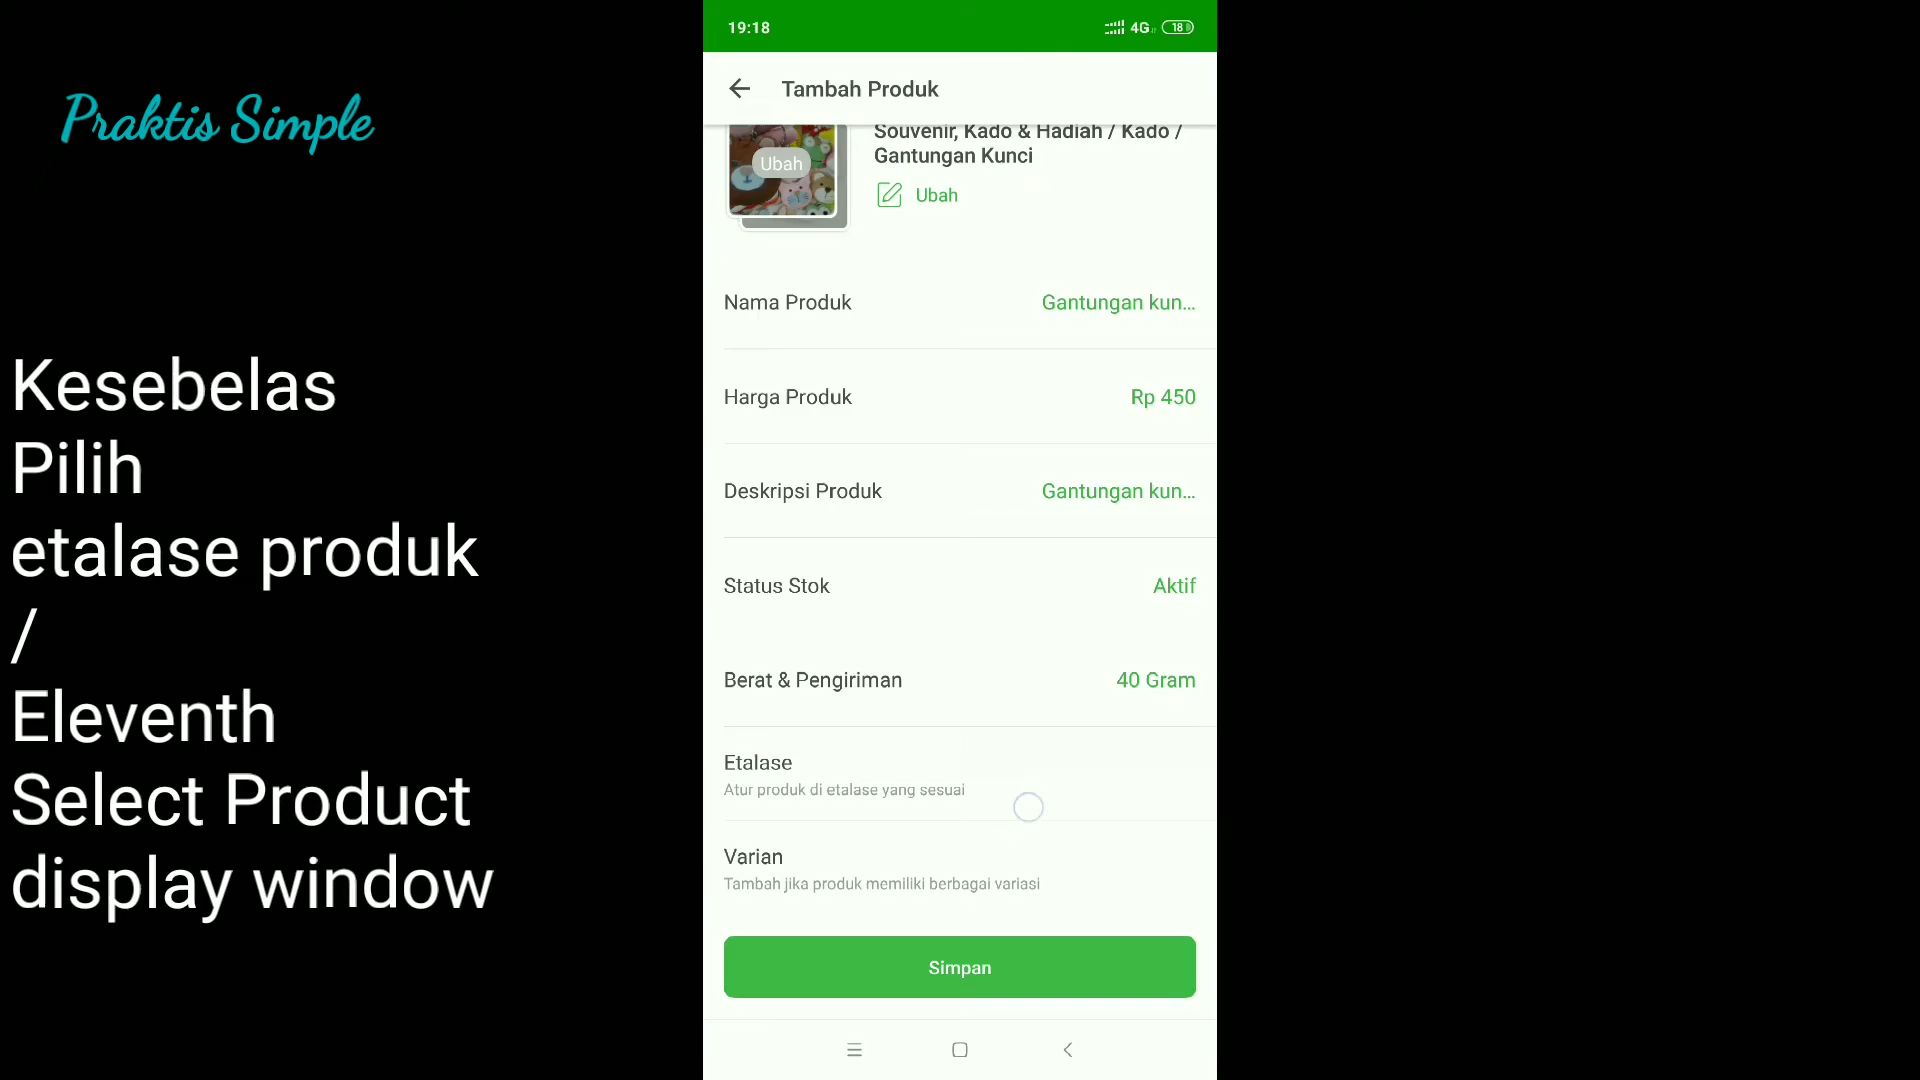 Praktis Simple
Kesebelas
Pilih
etalase produk
/
Eleventh
Select Product
display window
19:18
4G
18
Tambah Produk
Ubah
Souvenir, Kado & Hadiah / Kado /
Gantungan Kunci
Ubah
Nama Produk
Gantungan kun...
Harga Produk
Rp 450
Deskripsi Produk
Gantungan kun...
Status Stok
Aktif
Berat & Pengiriman
40 Gram
Etalase
Atur produk di etalase yang sesuai
Varian
Tambah jika produk memiliki berbagai variasi
Simpan